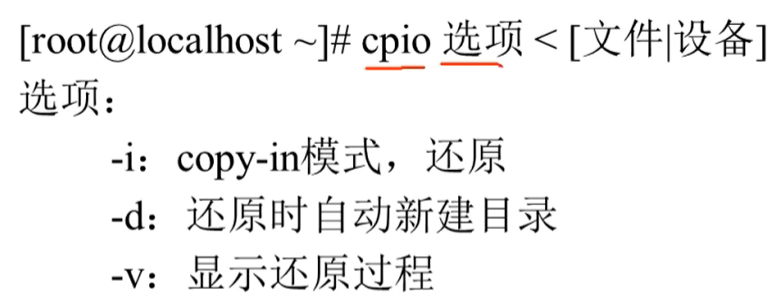 [root@localhost ~]# cpio 选项 < [文件|设备]
选项：
-i：copy-in模式，还原
-d：还原时自动新建目录
-v：显示还原过程